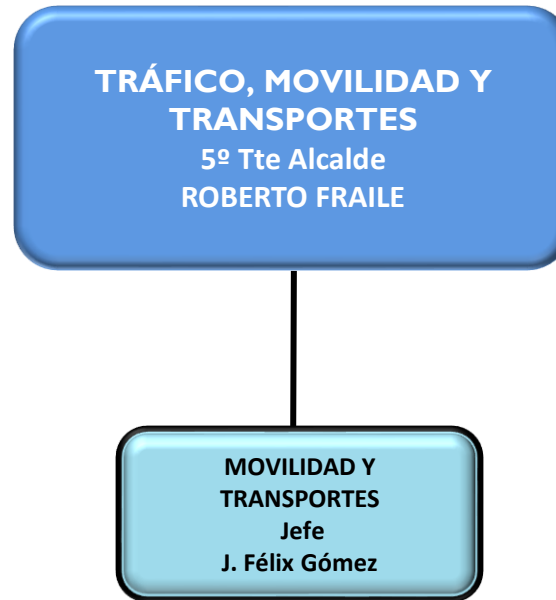 TRÁFICO, MOVILIDAD Y
TRANSPORTES
5º Tte Alcalde
ROBERTO FRAILE
MOVILIDAD Y
TRANSPORTES
Jefe
J. Félix Gómez